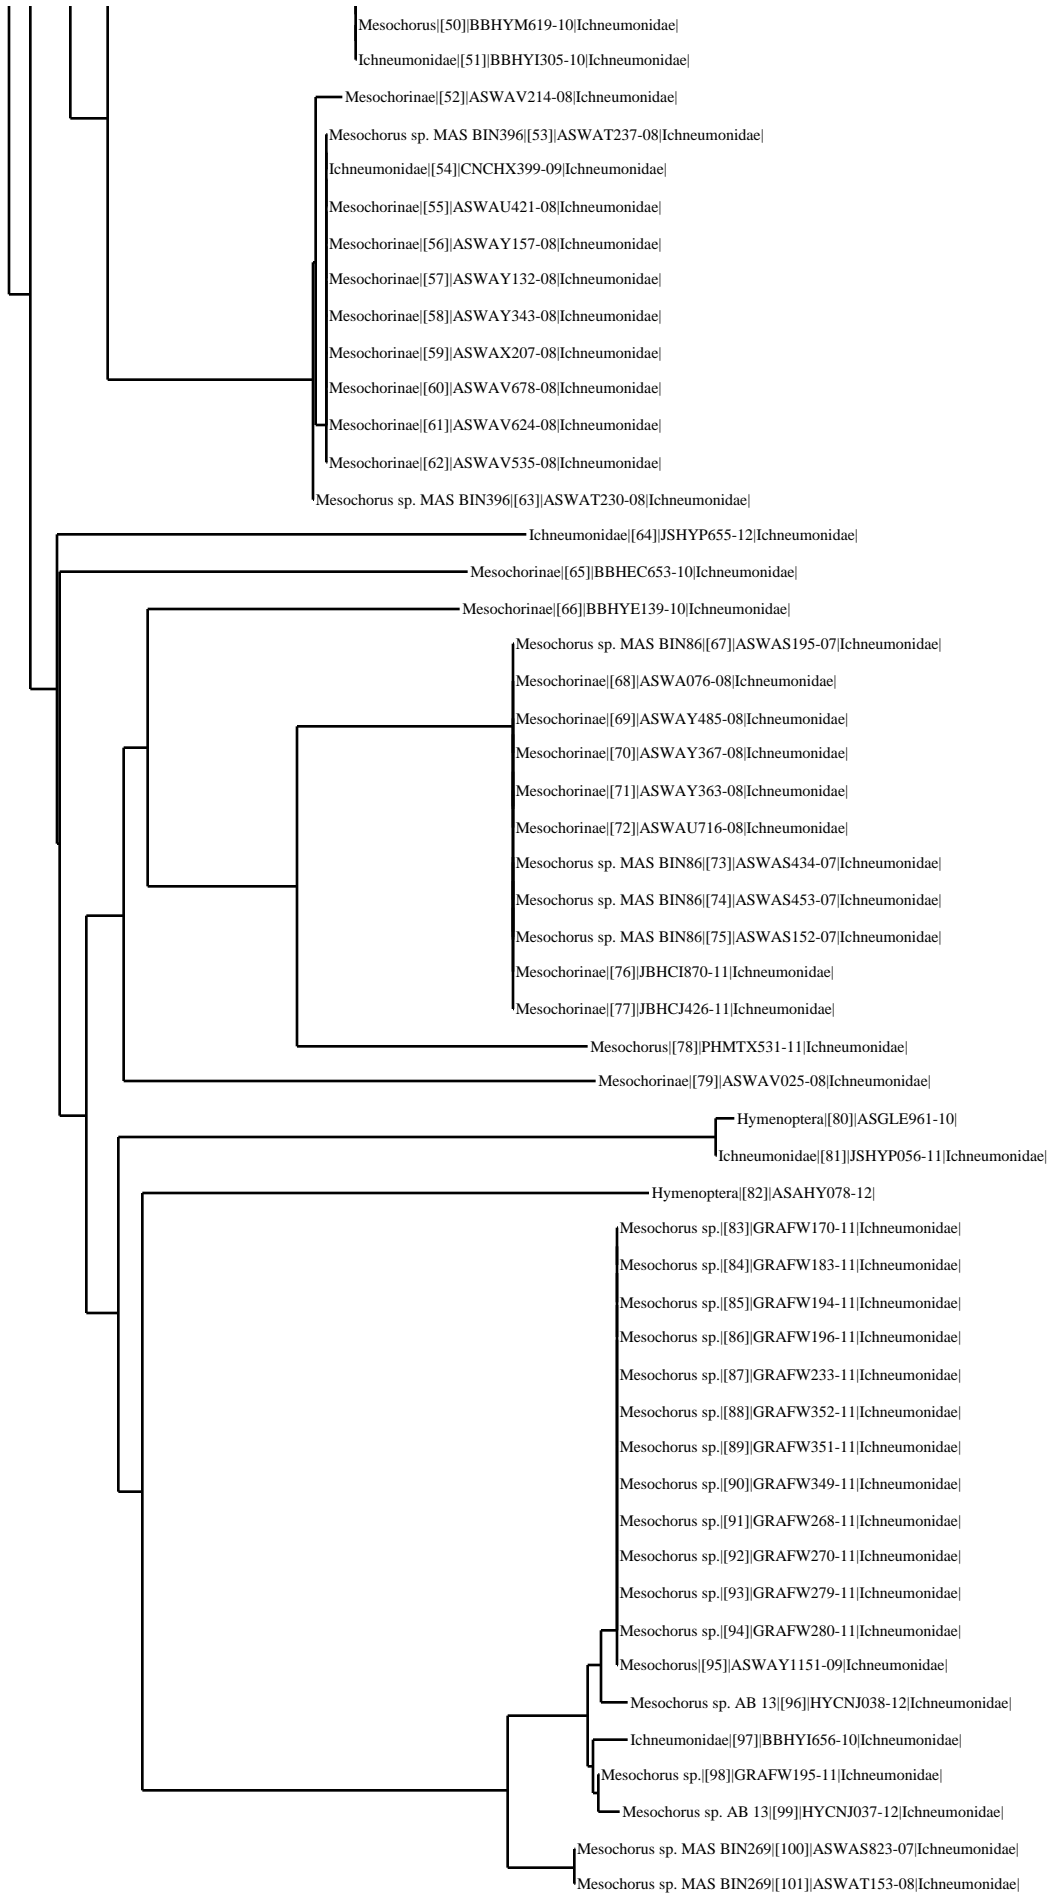 Mesochorus|[50]|BBHYM619-10|Ichneumonidae|
Ichneumonidae|[51]|BBHYI305-10|Ichneumonidae|
Mesochorinae|[52]|ASWAV214-08|Ichneumonidae|
Mesochorus sp. MAS BIN396|[53]|ASWAT237-08|Ichneumonidae|
Ichneumonidae|[54]|CNCHX399-09|Ichneumonidae|
Mesochorinae|[55]|ASWAU421-08|Ichneumonidae|
Mesochorinae|[56]|ASWAY157-08|Ichneumonidae|
Mesochorinae|[57]|ASWAY132-08|Ichneumonidae|
Mesochorinae|[58]|ASWAY343-08|Ichneumonidae|
Mesochorinae|[59]|ASWAX207-08|Ichneumonidae|
Mesochorinae|[60]|ASWAV678-08|Ichneumonidae|
Mesochorinae|[61]|ASWAV624-08|Ichneumonidae|
Mesochorinae|[62]|ASWAV535-08|Ichneumonidae|
Mesochorus sp. MAS BIN396|[63]|ASWAT230-08|Ichneumonidae|
Ichneumonidae|[64]|JSHYP655-12|Ichneumonidae|
Mesochorinae|[65]|BBHEC653-10|Ichneumonidae|
Mesochorinae|[66]|BBHYE139-10|Ichneumonidae|
Mesochorus sp. MAS BIN86|[67]|ASWAS195-07|Ichneumonidae|
Mesochorinae|[68]|ASWA076-08|Ichneumonidae|
Mesochorinae|[69]|ASWAY485-08|Ichneumonidae|
Mesochorinae|[70]|ASWAY367-08|Ichneumonidae|
Mesochorinae|[71]|ASWAY363-08|Ichneumonidae|
Mesochorinae|[72]|ASWAU716-08|Ichneumonidae|
Mesochorus sp. MAS BIN86|[73]|ASWAS434-07|Ichneumonidae|
Mesochorus sp. MAS BIN86|[74]|ASWAS453-07|Ichneumonidae|
Mesochorus sp. MAS BIN86|[75]|ASWAS152-07|Ichneumonidae|
Mesochorinae|[76]|JBHCI870-11|Ichneumonidae|
Mesochorinae|[77]|JBHCJ426-11|Ichneumonidae|
Mesochorus|[78]|PHMTX531-11|Ichneumonidae|
Mesochorinae|[79]|ASWAV025-08|Ichneumonidae|
Hymenoptera|[80]|ASGLE961-10|
Ichneumonidae|[81]|JSHYP056-11|Ichneumonidae|
Hymenoptera|[82]|ASAHY078-12|
Mesochorus sp.|[83]|GRAFW170-11|Ichneumonidae|
Mesochorus sp.|[84]|GRAFW183-11|Ichneumonidae|
Mesochorus sp.|[85]|GRAFW194-11|Ichneumonidae|
Mesochorus sp.|[86]|GRAFW196-11|Ichneumonidae|
Mesochorus sp.|[87]|GRAFW233-11|Ichneumonidae|
Mesochorus sp.|[88]|GRAFW352-11|Ichneumonidae|
Mesochorus sp.|[89]|GRAFW351-11|Ichneumonidae|
Mesochorus sp.|[90]|GRAFW349-11|Ichneumonidae|
Mesochorus sp.|[91]|GRAFW268-11|Ichneumonidae|
Mesochorus sp.|[92]|GRAFW270-11|Ichneumonidae|
Mesochorus sp.|[93]|GRAFW279-11|Ichneumonidae|
Mesochorus sp.|[94]|GRAFW280-11|Ichneumonidae|
Mesochorus|[95]|ASWAY1151-09|Ichneumonidae|
Mesochorus sp. AB 13|[96]|HYCNJ038-12|Ichneumonidae|
Ichneumonidae|[97]|BBHYI656-10|Ichneumonidae|
Mesochorus sp.|[98]|GRAFW195-11|Ichneumonidae|
Mesochorus sp. AB 13|[99]|HYCNJ037-12|Ichneumonidae|
Mesochorus sp. MAS BIN269|[100]|ASWAS823-07|Ichneumonidae|
Mesochorus sp. MAS BIN269|[101]|ASWAT153-08|Ichneumonidae|